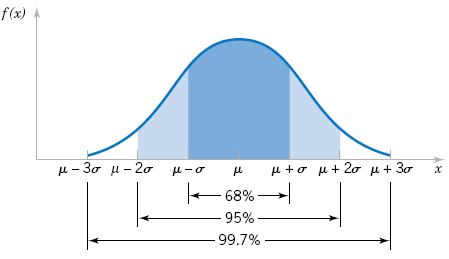 f(x)
μ – 3σ μ – 2σ μ – σ μ μ + σ μ + 2σ μ + 3σ x
68%
95%
99.7%